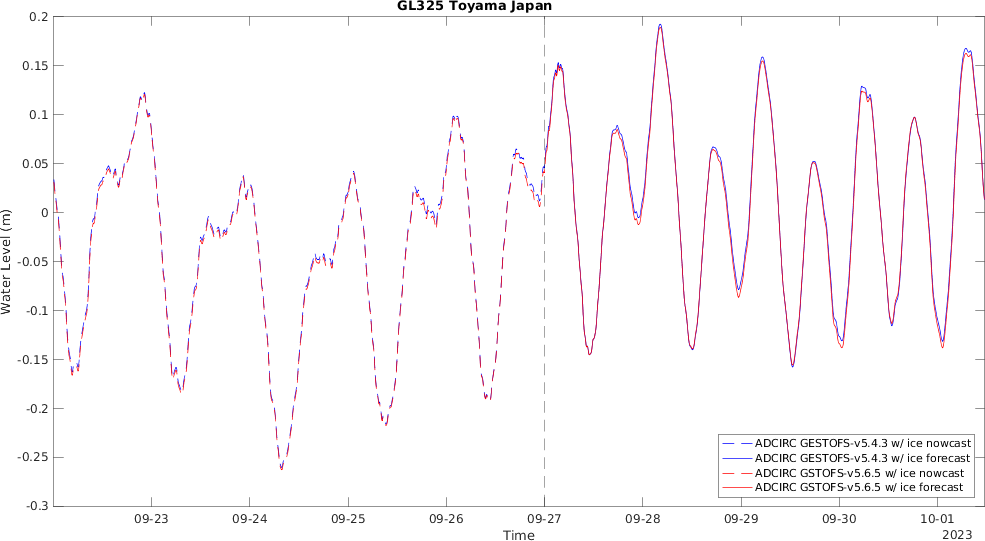 GL325 Toyama Japan
0.2
0.15
0.1
0.05
0
-0.05
-0.1
-0.15
-0.2
-0.25
-0.3
Water Level (m)
ADCIRC GESTOFS-v5.4.3 w/ ice nowcast
ADCIRC GESTOFS-v5.4.3 w/ ice forecast
ADCIRC GSTOFS-v5.6.5 w/ ice nowcast
ADCIRC GSTOFS-v5.6.5 w/ ice forecast
09-23 09-24 09-25 09-26 09-27 09-28 09-29 09-30 10-01
Time
2023